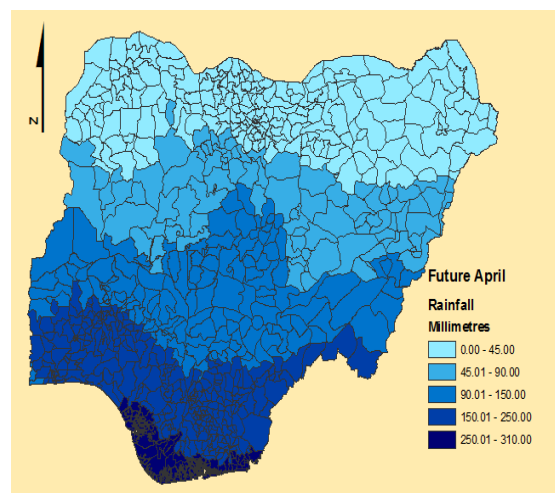 N
Future April
Rainfall
Millimetres
0.00 - 45.00
45.01 - 90.00
90.01 - 150.00
150.01 - 250.00
250.01 - 310.00